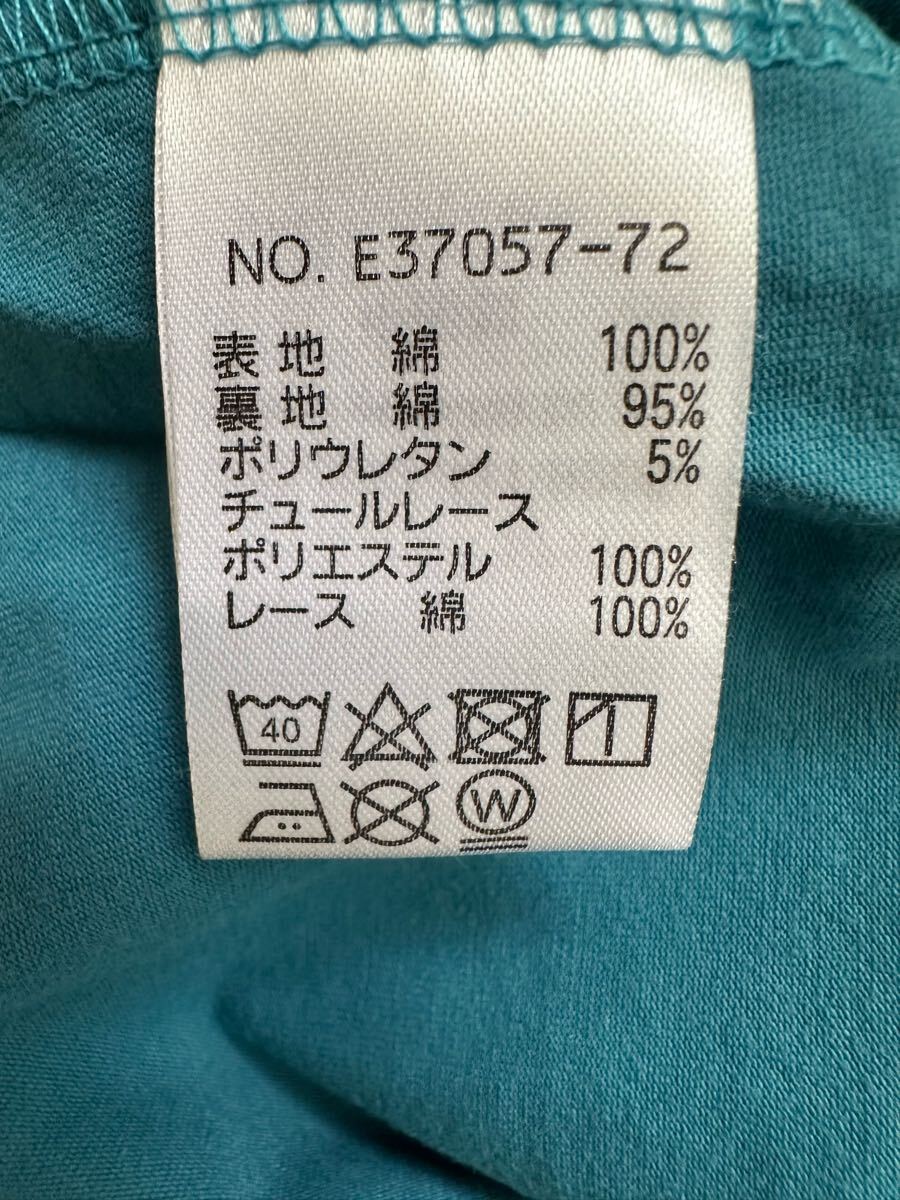 NO. E37057-72
表地 綿 100%
裏地 綿 95%
ポリウレタン 5%
チュールレース
ポリエステル 100%
レース 綿 100%
40
W